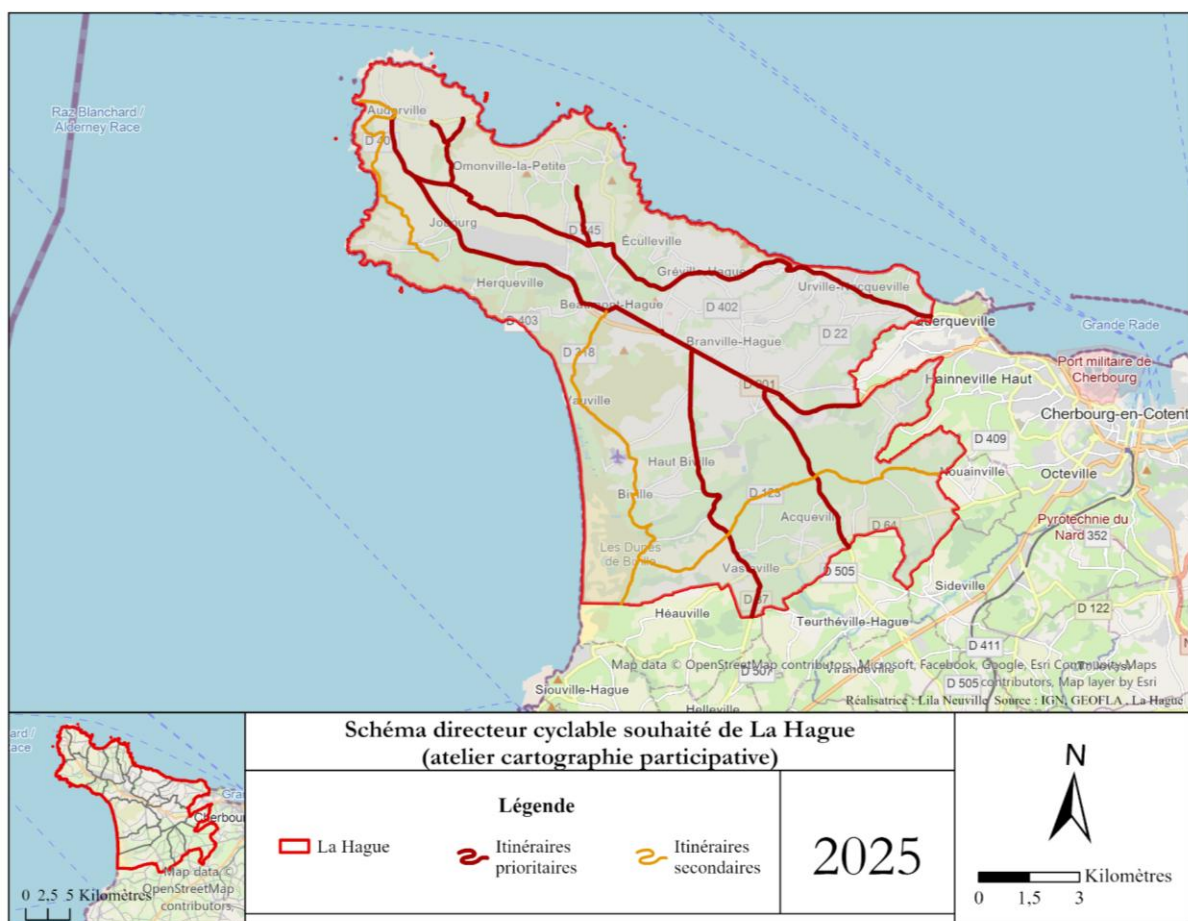 Raz Blanchard /
Alderney Race
Auderville
D 40
Omonville-la-Petite
Jobourg
D 45
Éculleville
Gréville-Hague
Herqueville
Urville-Nacqueville
Beaumont-Hague
D 402
D 403
D 22
Querqueville
Grande Rade
Branville-Hague
D 318
Port militaire de
Cherbourg
Hainneville Haut
D 901
Vauville
Cherbourg-en-Cotent
D 409
Haut Biville
Nouainville
Octeville
Biville
D 123
Acqueville
D 64
Pyrotechnie du
Nard
352
Les Dunes
de Biville
Vasteville
D 505
Sideville
D 37
D 122
Héauville
Teurthéville-Hague
D 411
Map data © OpenStreetMap contributors, Microsoft, Facebook, Google, Esri Community Maps
contributors, Map layer by Esri
Virandeville
D 507
D 505
Siouville-Hague
Helleville
N
Réalisatrice : Lila Neuville Source : IGN, GEOFLA , La Hague
Schéma directeur cyclable souhaité de La Hague
(atelier cartographie participative)
Légende
La Hague
Itinéraires
prioritaires
Itinéraires
secondaires
2025
N
Kilomètres
0 1,5 3
Cherbour
Map data ©
OpenStreetMap
contributors,
0 2,5 5 Kilomètres